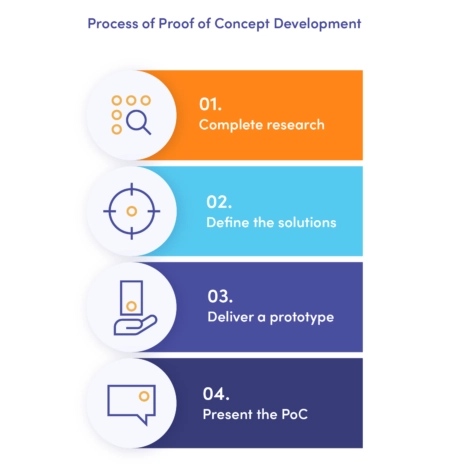 Process of Proof of Concept Development
01.
Complete research
02.
Define the solutions
03.
Deliver a prototype
04.
Present the PoC